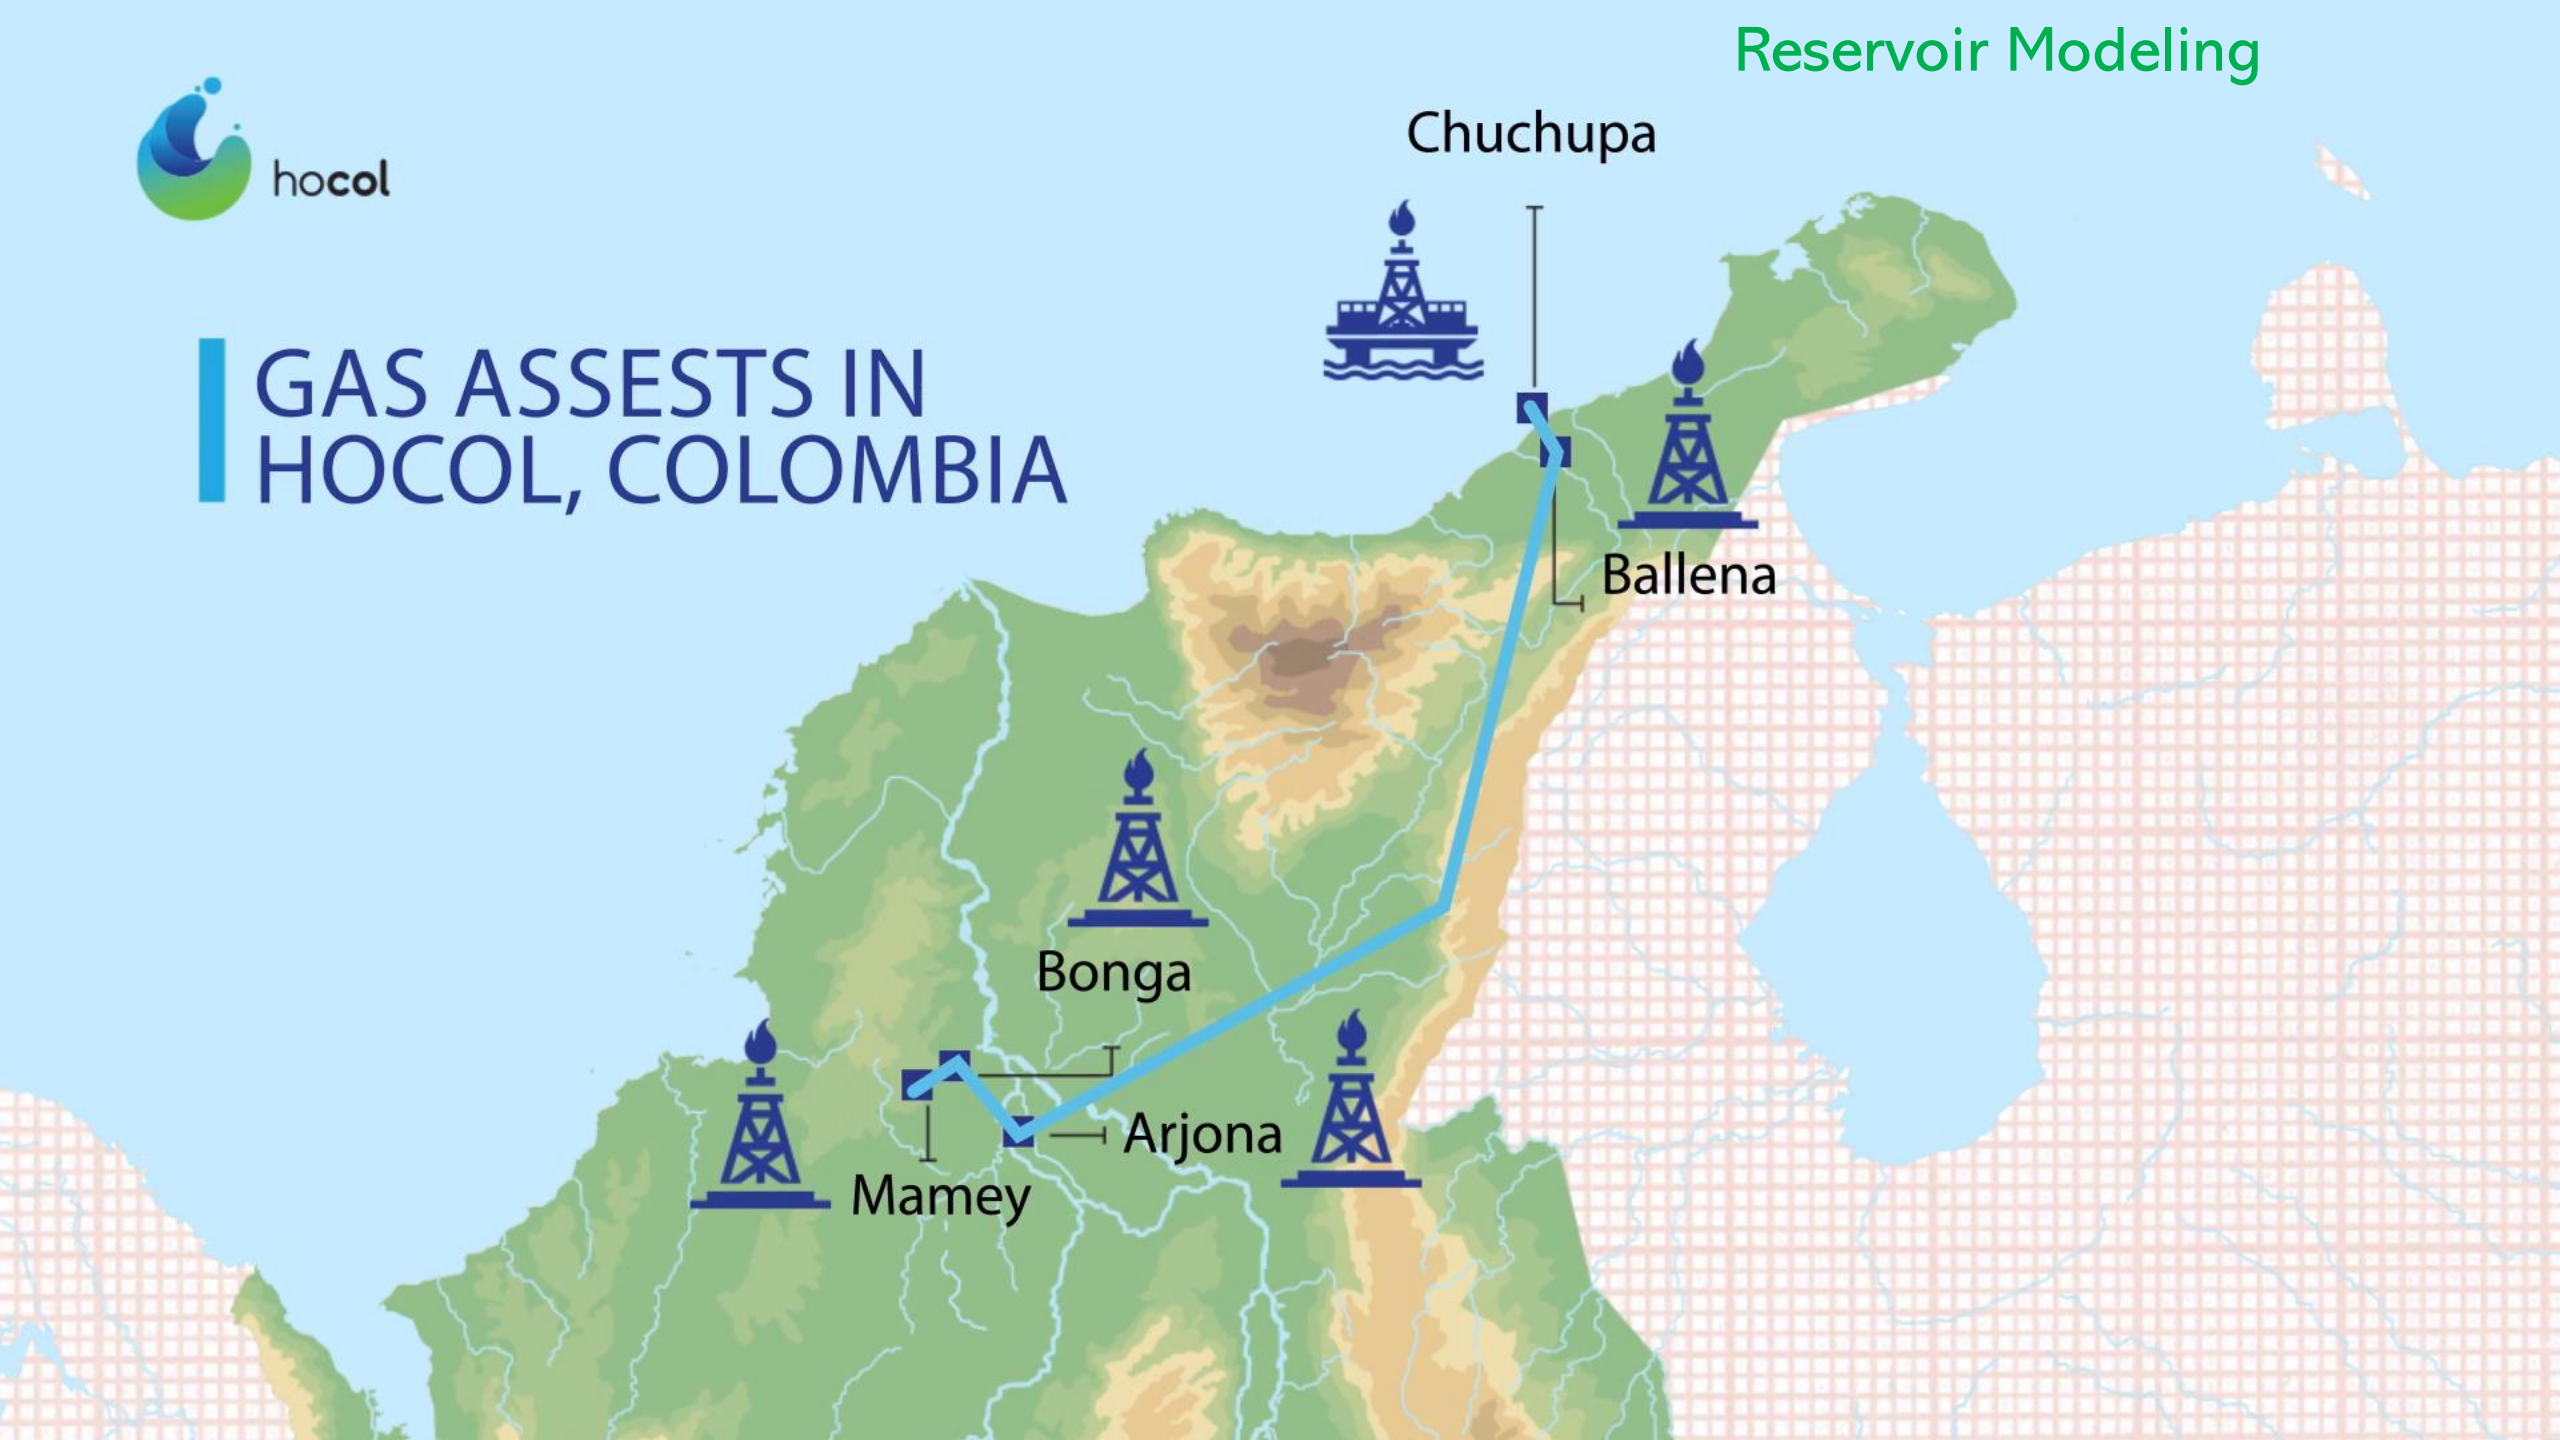 Reservoir Modeling
hocol
GAS ASSESTS IN
HOCOL, COLOMBIA
Chuchupa
Ballena
Bonga
Arjona
Mamey